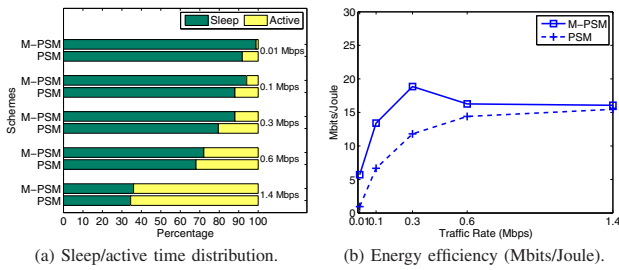 Sleep Active
M-PSM
PSM
0.01 Mbps
M-PSM
PSM
0.1 Mbps
M-PSM
PSM
0.3 Mbps
M-PSM
PSM
0.6 Mbps
M-PSM
PSM
1.4 Mbps
Schemes
0 10 20 30 40 50 60 70 80 90 100
Percentage
(a) Sleep/active time distribution.
M-PSM
PSM
30
25
20
15
10
5
0
Mbits/Joule
0.01 0.1 0.3 0.6 1.4
Traffic Rate (Mbps)
(b) Energy efficiency (Mbits/Joule).